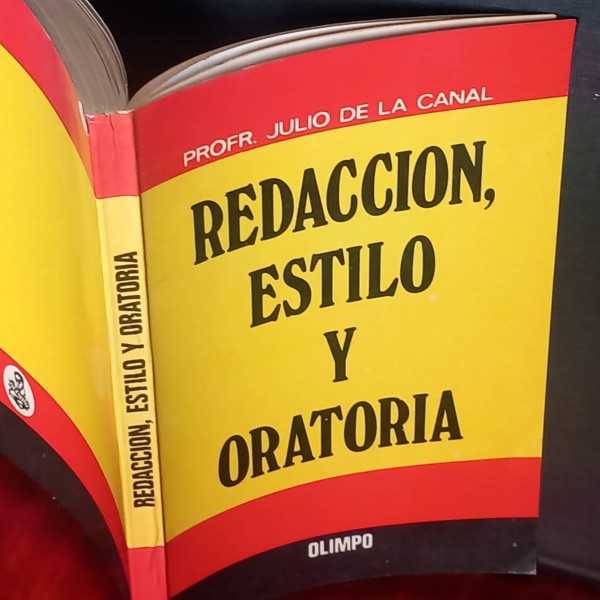 PROFR. JULIO DE LA CANAL
REDACCION,
ESTILO
Y
ORATORIA
OLIMPO
REDACCION, ESTILO Y ORATORIA